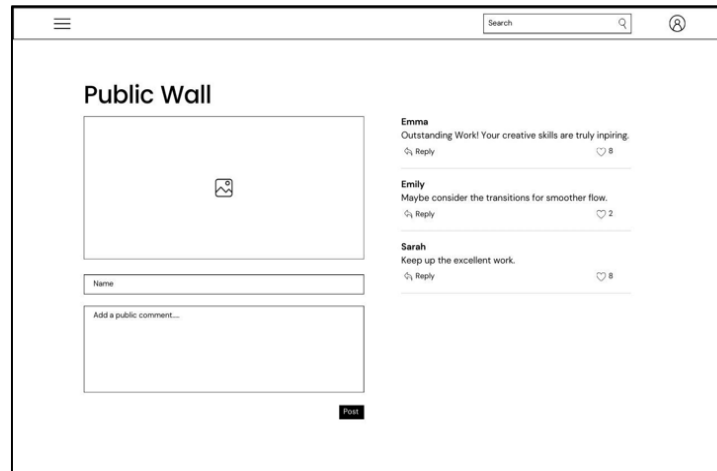 Search
Public Wall
Name
Add a public comment....
Post
Emma
Outstanding Work! Your creative skills are truly inpiring.
Reply 8
Emily
Maybe consider the transitions for smoother flow.
Reply 2
Sarah
Keep up the excellent work.
Reply 8